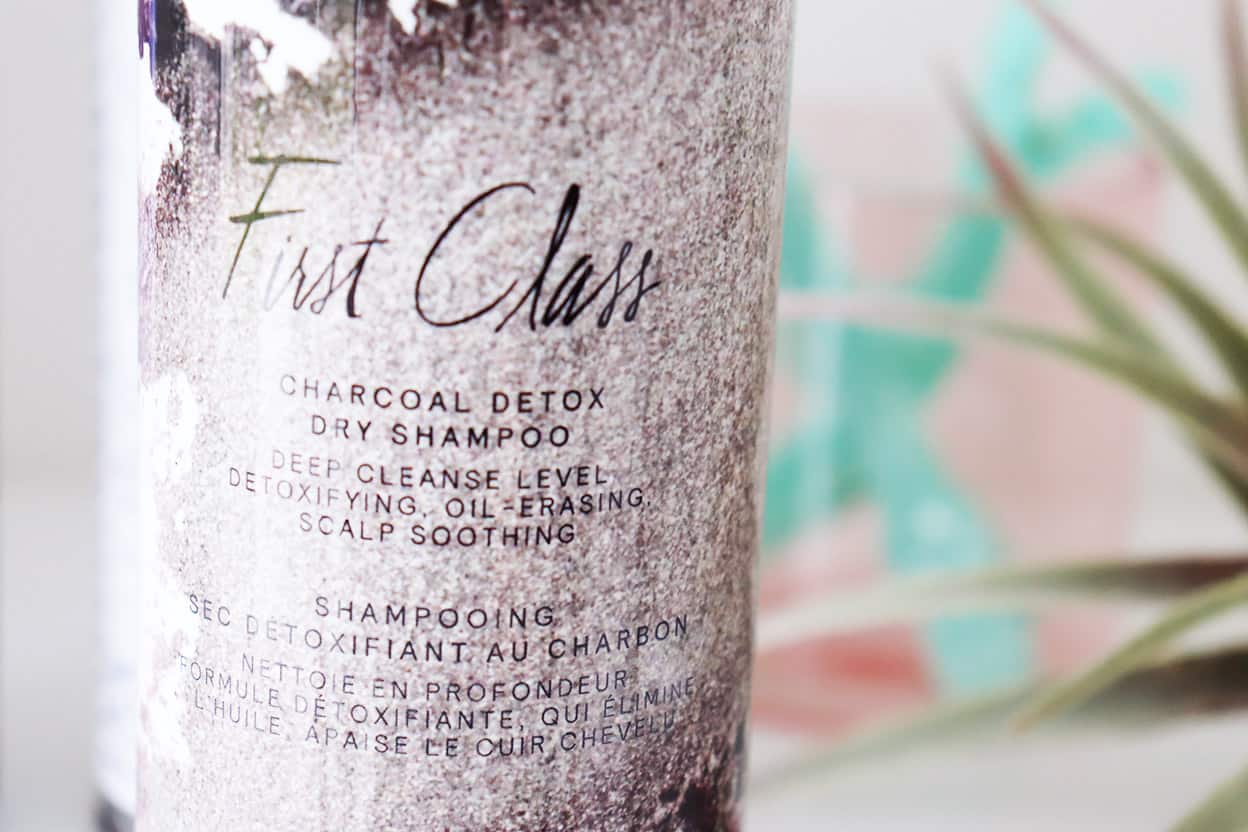 First Class
CHARCOAL DETOX
DRY SHAMPOO
DEEP CLEANSE LEVEL
DETOXIFYING, OIL-ERASING,
SCALP SOOTHING
SHAMPOOING
SEC DÉTOXIFIANT AU CHARBON
NETTOIE EN PROFONDEUR
FORMULE DÉTOXIFIANTE, QUI ÉLIMINE
L'HUILE, APAISE LE CUIR CHEVELU